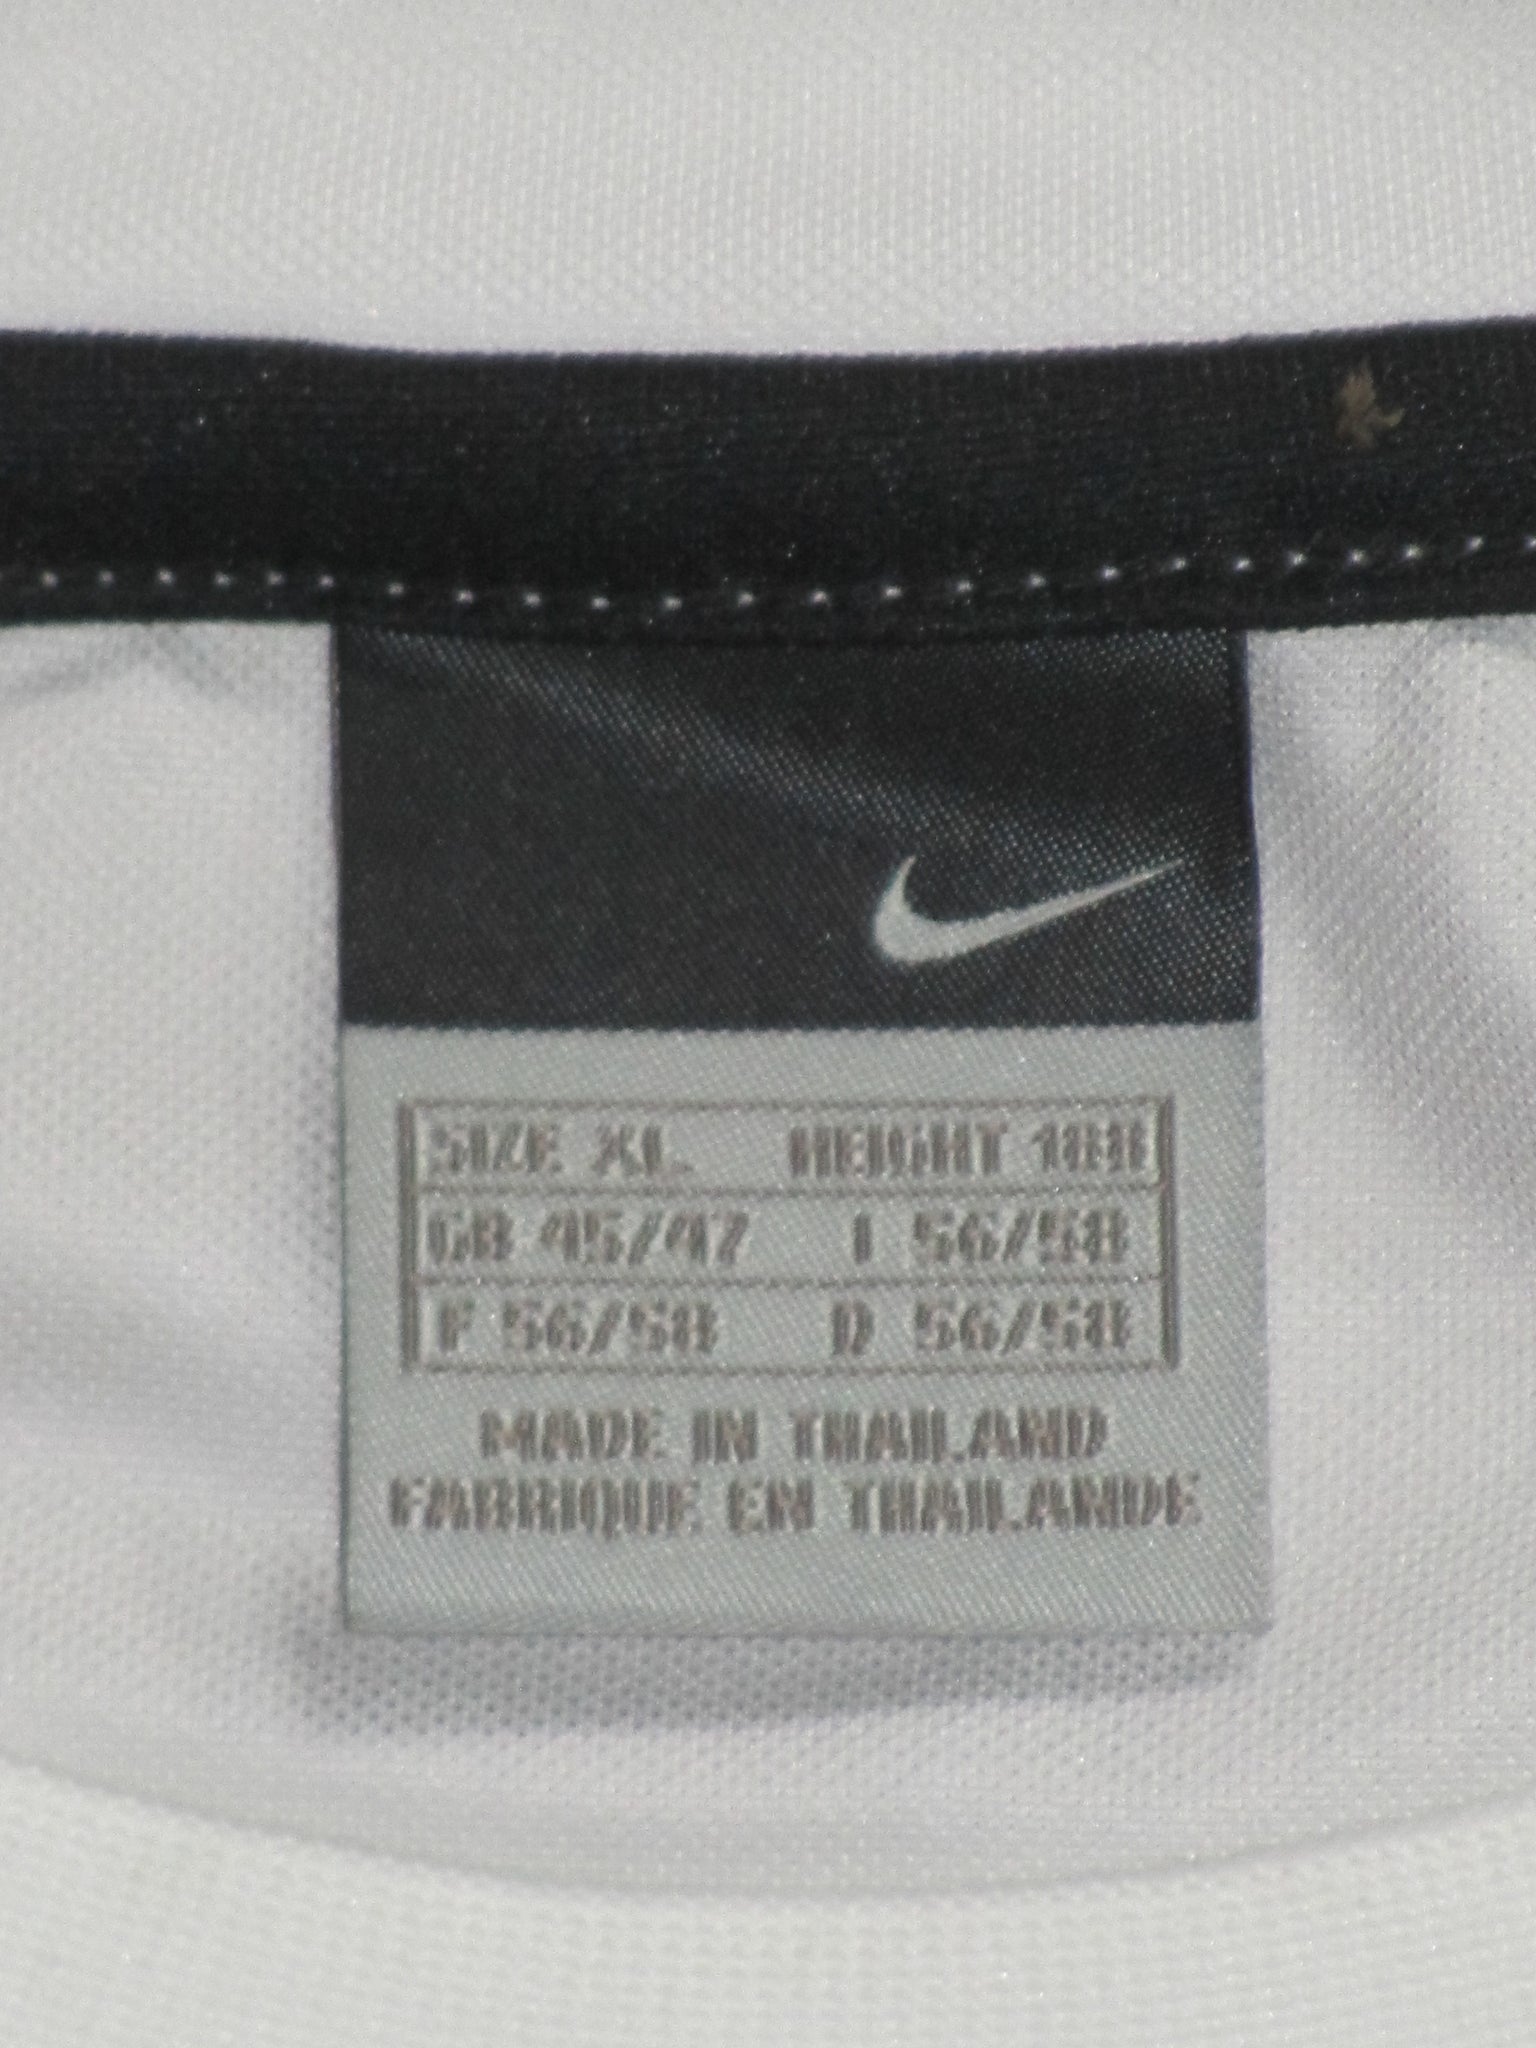 SIZE XL HEIGHT 188
GB 45/47 I 56/58
F 56/58 D 56/58
MADE IN THAILAND
FABRIQUE EN THAILANDE